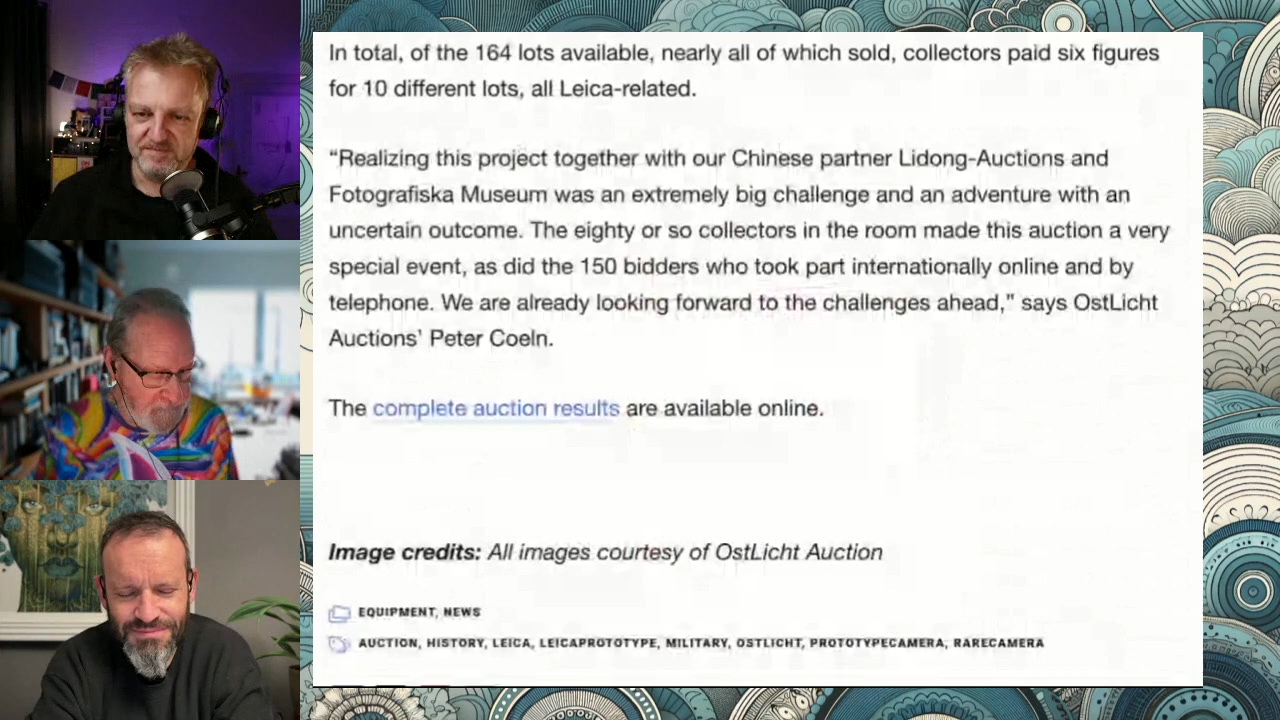 In total, of the 164 lots available, nearly all of which sold, collectors paid six figures
for 10 different lots, all Leica-related.
“Realizing this project together with our Chinese partner Lidong-Auctions and
Fotografiska Museum was an extremely big challenge and an adventure with an
uncertain outcome. The eighty or so collectors in the room made this auction a very
special event, as did the 150 bidders who took part internationally online and by
telephone. We are already looking forward to the challenges ahead,” says OstLicht
Auctions’ Peter Coeln.
The complete auction results are available online.
Image credits: All images courtesy of OstLicht Auction
EQUIPMENT, NEWS
AUCTION, HISTORY, LEICA, LEICAPROTOTYPE, MILITARY, OSTLICHT, PROTOTYPECAMERA, RARECAMERA